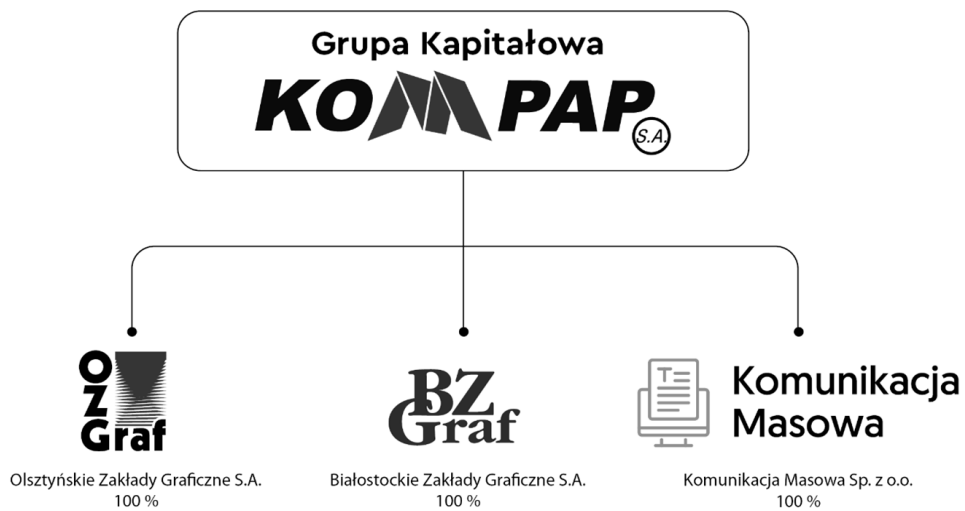 Grupa Kapitałowa
KOMPAP
S.A.
O
Z
Graf
BZ
Graf
T
Komunikacja
Masowa
Olsztyńskie Zakłady Graficzne S.A.
100 %
Białostockie Zakłady Graficzne S.A.
100 %
Komunikacja Masowa Sp. z o.o.
100 %